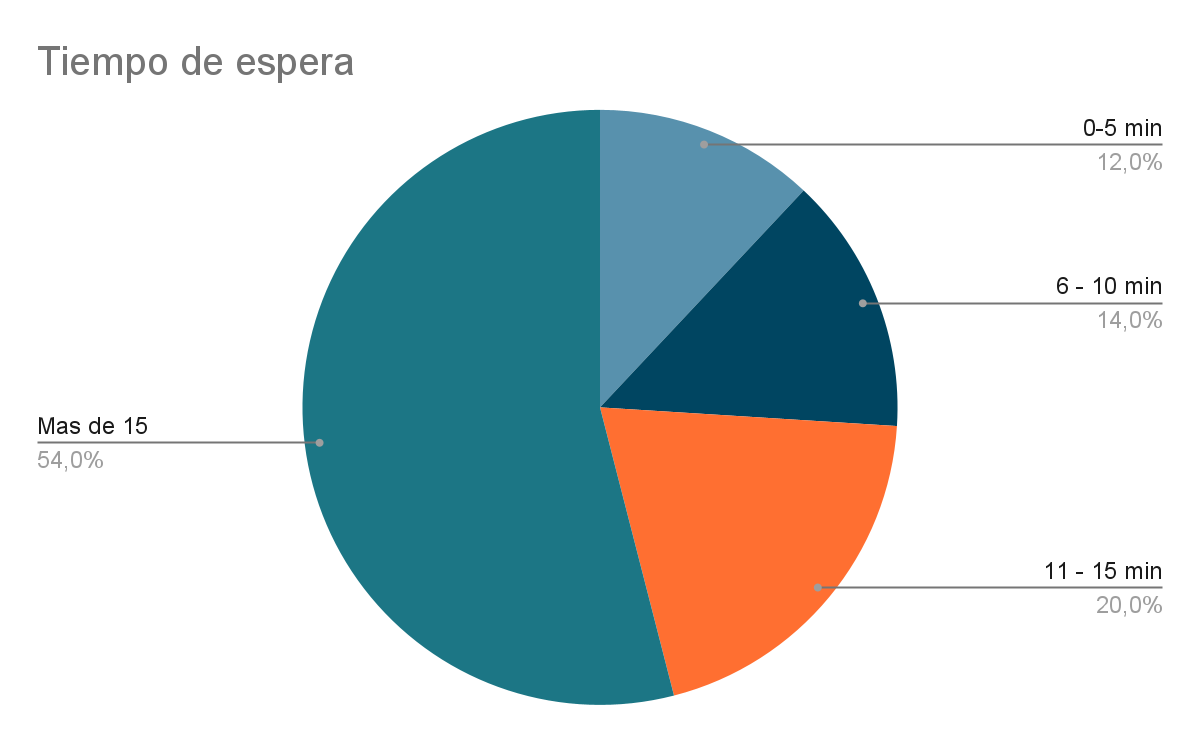 Tiempo de espera
0-5 min
12,0%
6 - 10 min
14,0%
Mas de 15
54,0%
11 - 15 min
20,0%